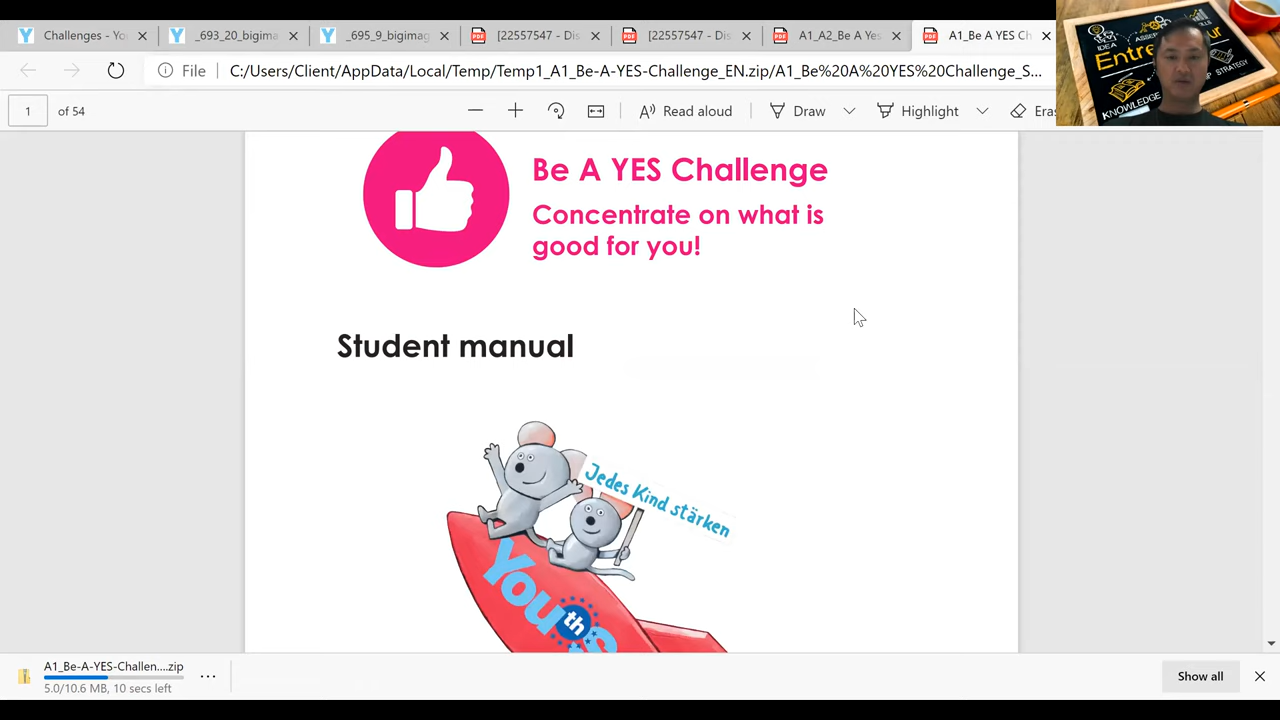 Challenges - You
_693_20_bigima
_695_9_bigimag
[22557547 - Dis
[22557547 - Dis
A1_A2_Be A Yes
A1_Be A YES Ch
File
C:/Users/Client/AppData/Local/Temp/Temp1_A1_Be-A-YES-Challenge_EN.zip/A1_Be%20A%20YES%20Challenge_S...
1
of 54
Read aloud
Draw
Highlight
Eras
IDEA
KNOWLEDGE
STRATEGY
Be A YES Challenge
Concentrate on what is
good for you!
Student manual
Jedes Kind stärken
You
th
A1_Be-A-YES-Challen....zip
5.0/10.6 MB, 10 secs left
Show all